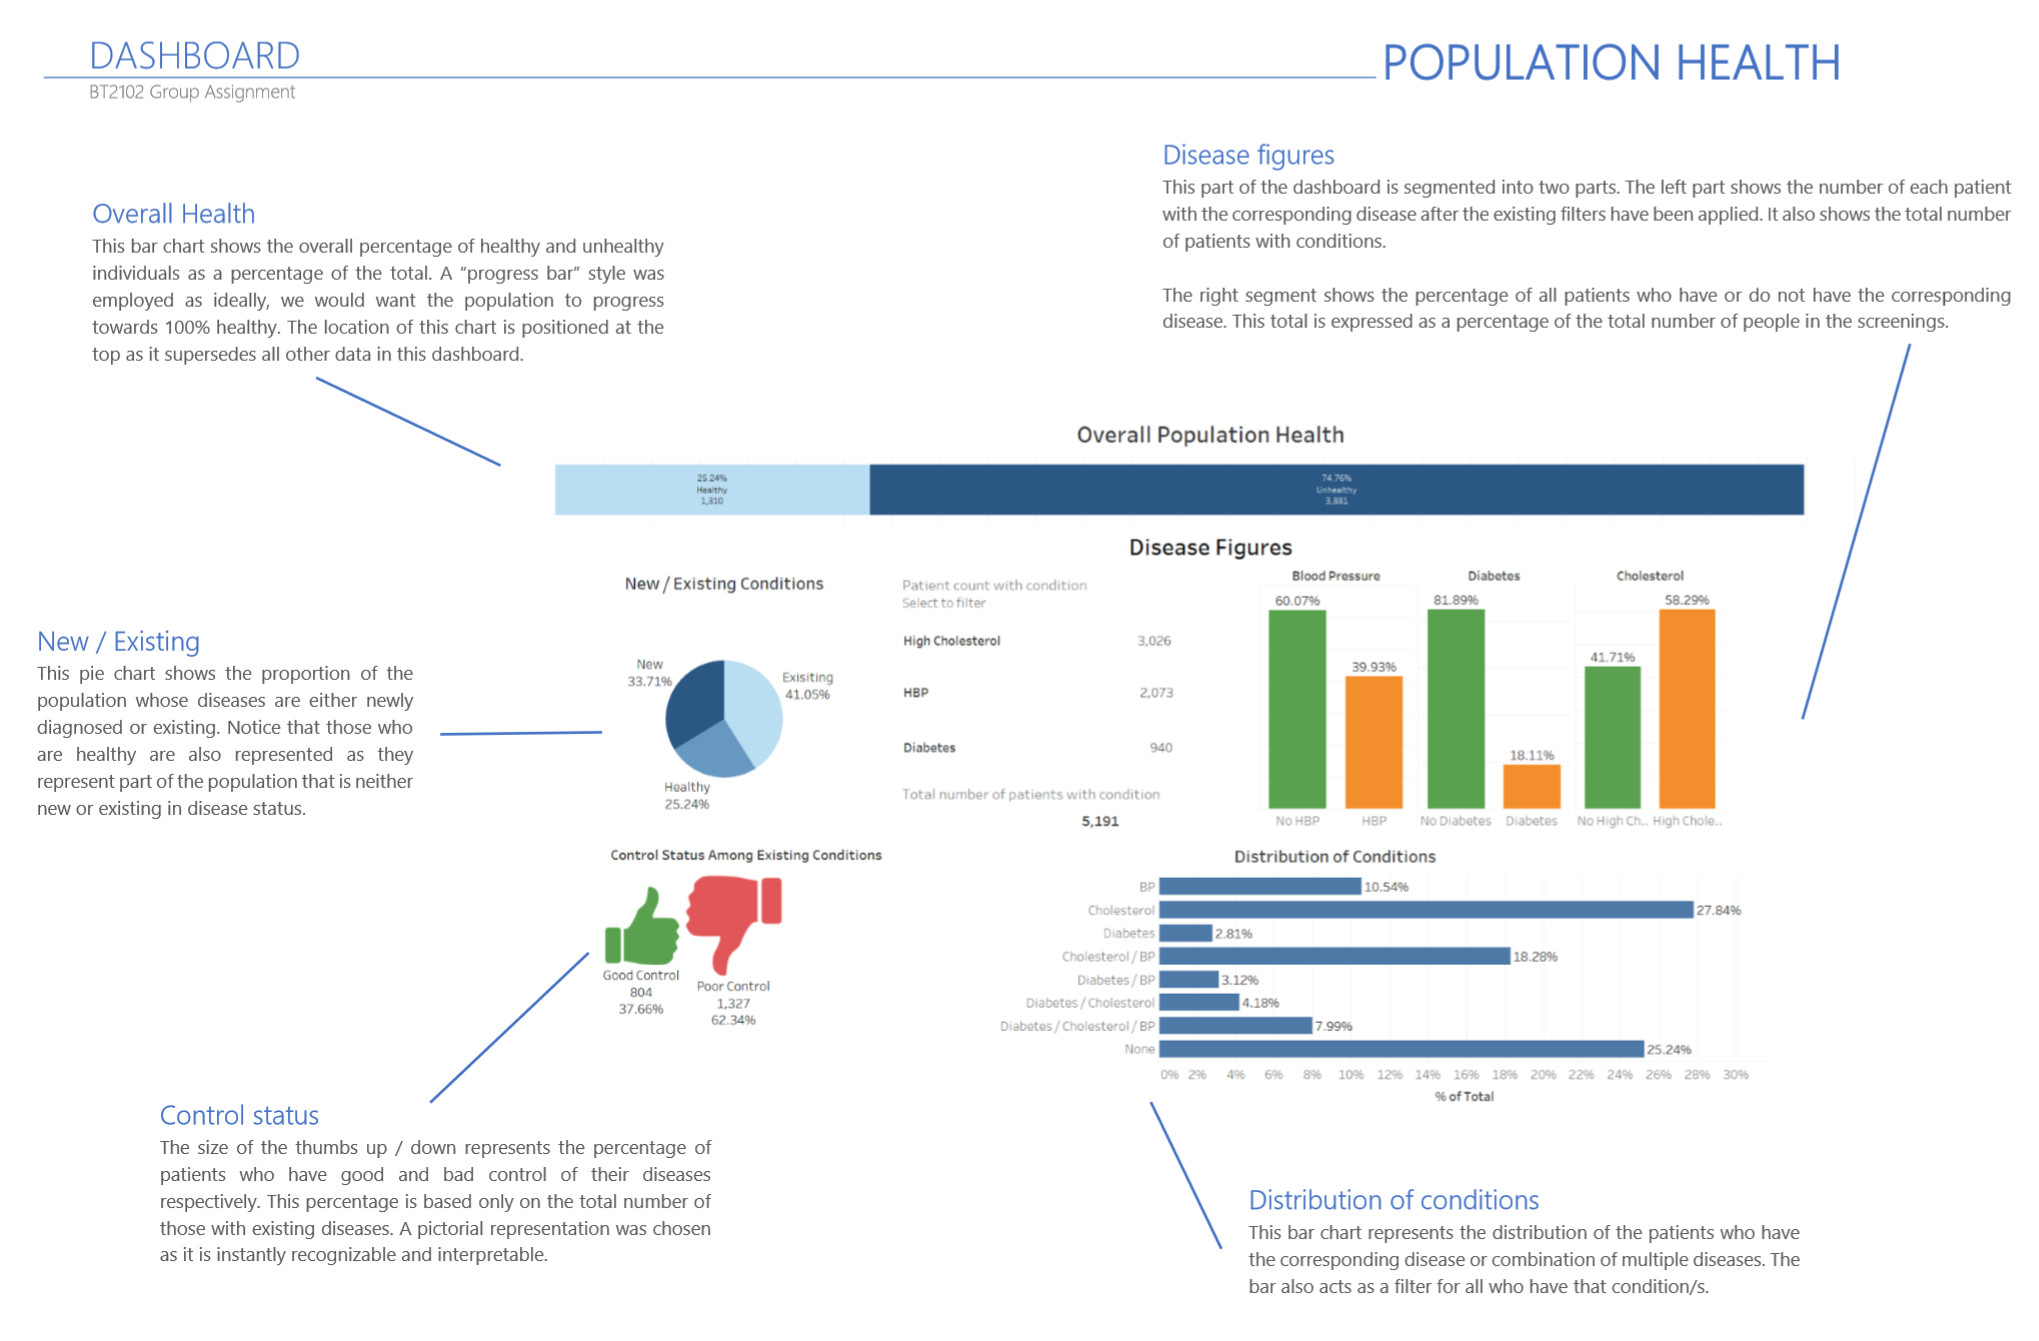 DASHBOARD
POPULATION HEALTH
BT2102 Group Assignment
Disease figures
This part of the dashboard is segmented into two parts. The left part shows the number of each patient
with the corresponding disease after the existing filters have been applied. It also shows the total number
of patients with conditions.
The right segment shows the percentage of all patients who have or do not have the corresponding
disease. This total is expressed as a percentage of the total number of people in the screenings.
Overall Health
This bar chart shows the overall percentage of healthy and unhealthy
individuals as a percentage of the total. A “progress bar” style was
employed as ideally, we would want the population to progress
towards 100% healthy. The location of this chart is positioned at the
top as it supersedes all other data in this dashboard.
Overall Population Health
25.24%
Healthy
1,310
74.76%
Unhealthy
3,881
Disease Figures
New / Existing Conditions
New
33.71%
Exisiting
41.05%
Healthy
25.24%
Patient count with condition
Select to filter
High Cholesterol 3,026
HBP 2,073
Diabetes 940
Total number of patients with condition
5,191
Blood Pressure
Diabetes
Cholesterol
60.07%
39.93%
81.89%
18.11%
41.71%
58.29%
No HBP
HBP
No Diabetes
Diabetes
No High Ch..
High Chole..
New / Existing
This pie chart shows the proportion of the
population whose diseases are either newly
diagnosed or existing. Notice that those who
are healthy are also represented as they
represent part of the population that is neither
new or existing in disease status.
Control Status Among Existing Conditions
Good Control
804
37.66%
Poor Control
1,327
62.34%
Distribution of Conditions
BP 10.54%
Cholesterol 27.84%
Diabetes 2.81%
Cholesterol / BP 18.28%
Diabetes / BP 3.12%
Diabetes / Cholesterol 4.18%
Diabetes / Cholesterol / BP 7.99%
None 25.24%
0% 2% 4% 6% 8% 10% 12% 14% 16% 18% 20% 22% 24% 26% 28% 30%
% of Total
Control status
The size of the thumbs up / down represents the percentage of
patients who have good and bad control of their diseases
respectively. This percentage is based only on the total number of
those with existing diseases. A pictorial representation was chosen
as it is instantly recognizable and interpretable.
Distribution of conditions
This bar chart represents the distribution of the patients who have
the corresponding disease or combination of multiple diseases. The
bar also acts as a filter for all who have that condition/s.